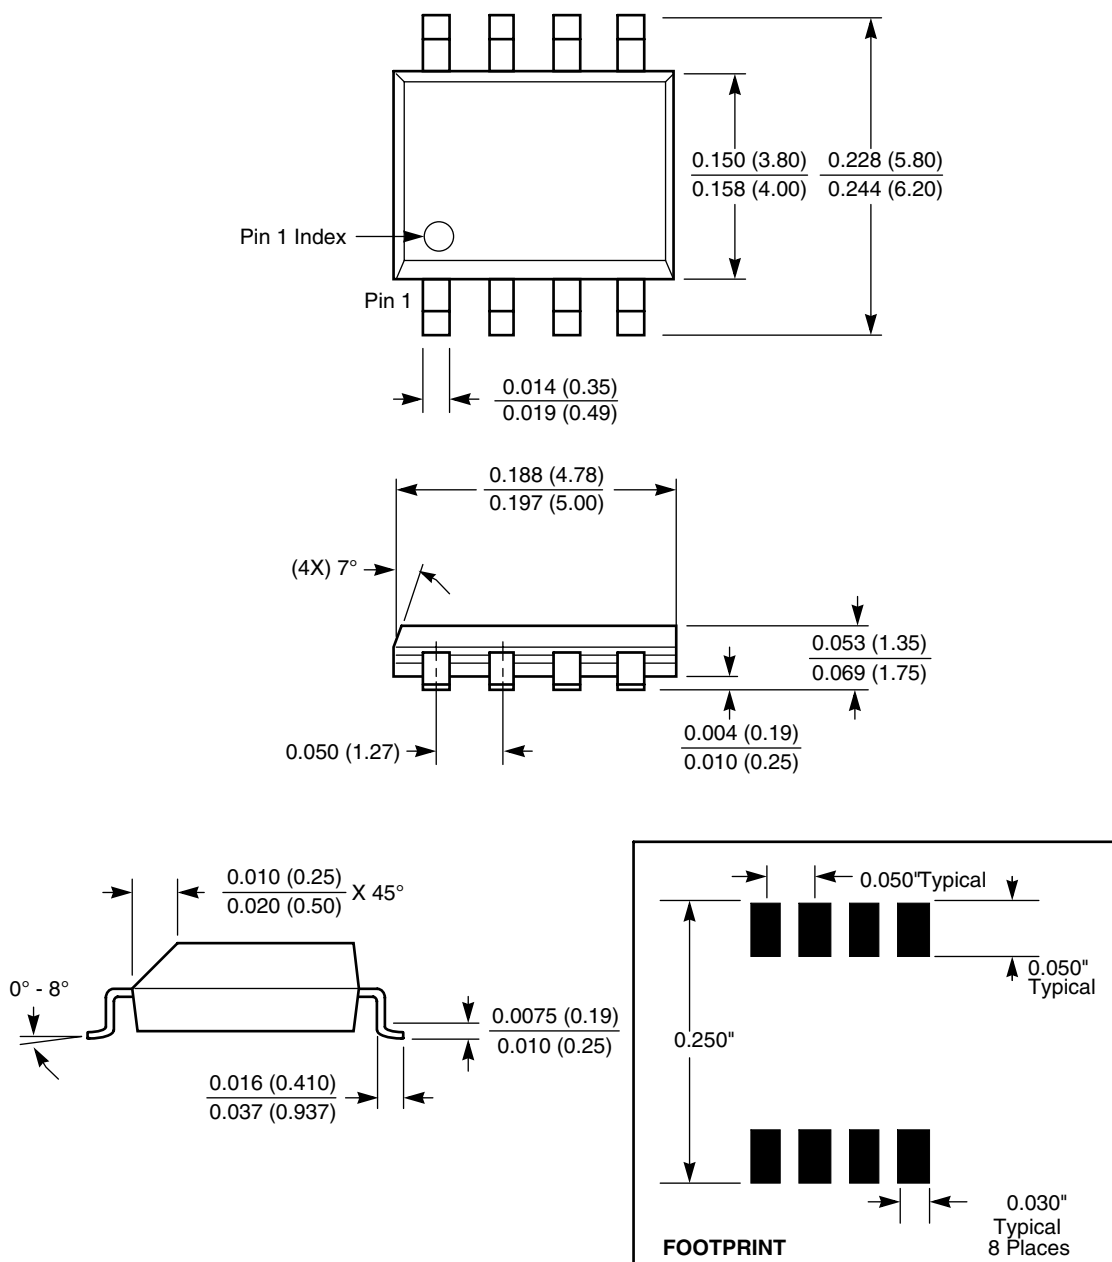 0.150 (3.80)
0.158 (4.00)
0.228 (5.80)
0.244 (6.20)
Pin 1 Index
Pin 1
0.014 (0.35)
0.019 (0.49)
0.188 (4.78)
0.197 (5.00)
(4X) 7°
0.053 (1.35)
0.069 (1.75)
0.004 (0.19)
0.010 (0.25)
0.050 (1.27)
0.010 (0.25)
0.020 (0.50)
X 45°
0° - 8°
0.0075 (0.19)
0.010 (0.25)
0.016 (0.410)
0.037 (0.937)
0.050"Typical
0.050"
Typical
0.250"
0.030"
Typical
8 Places
FOOTPRINT